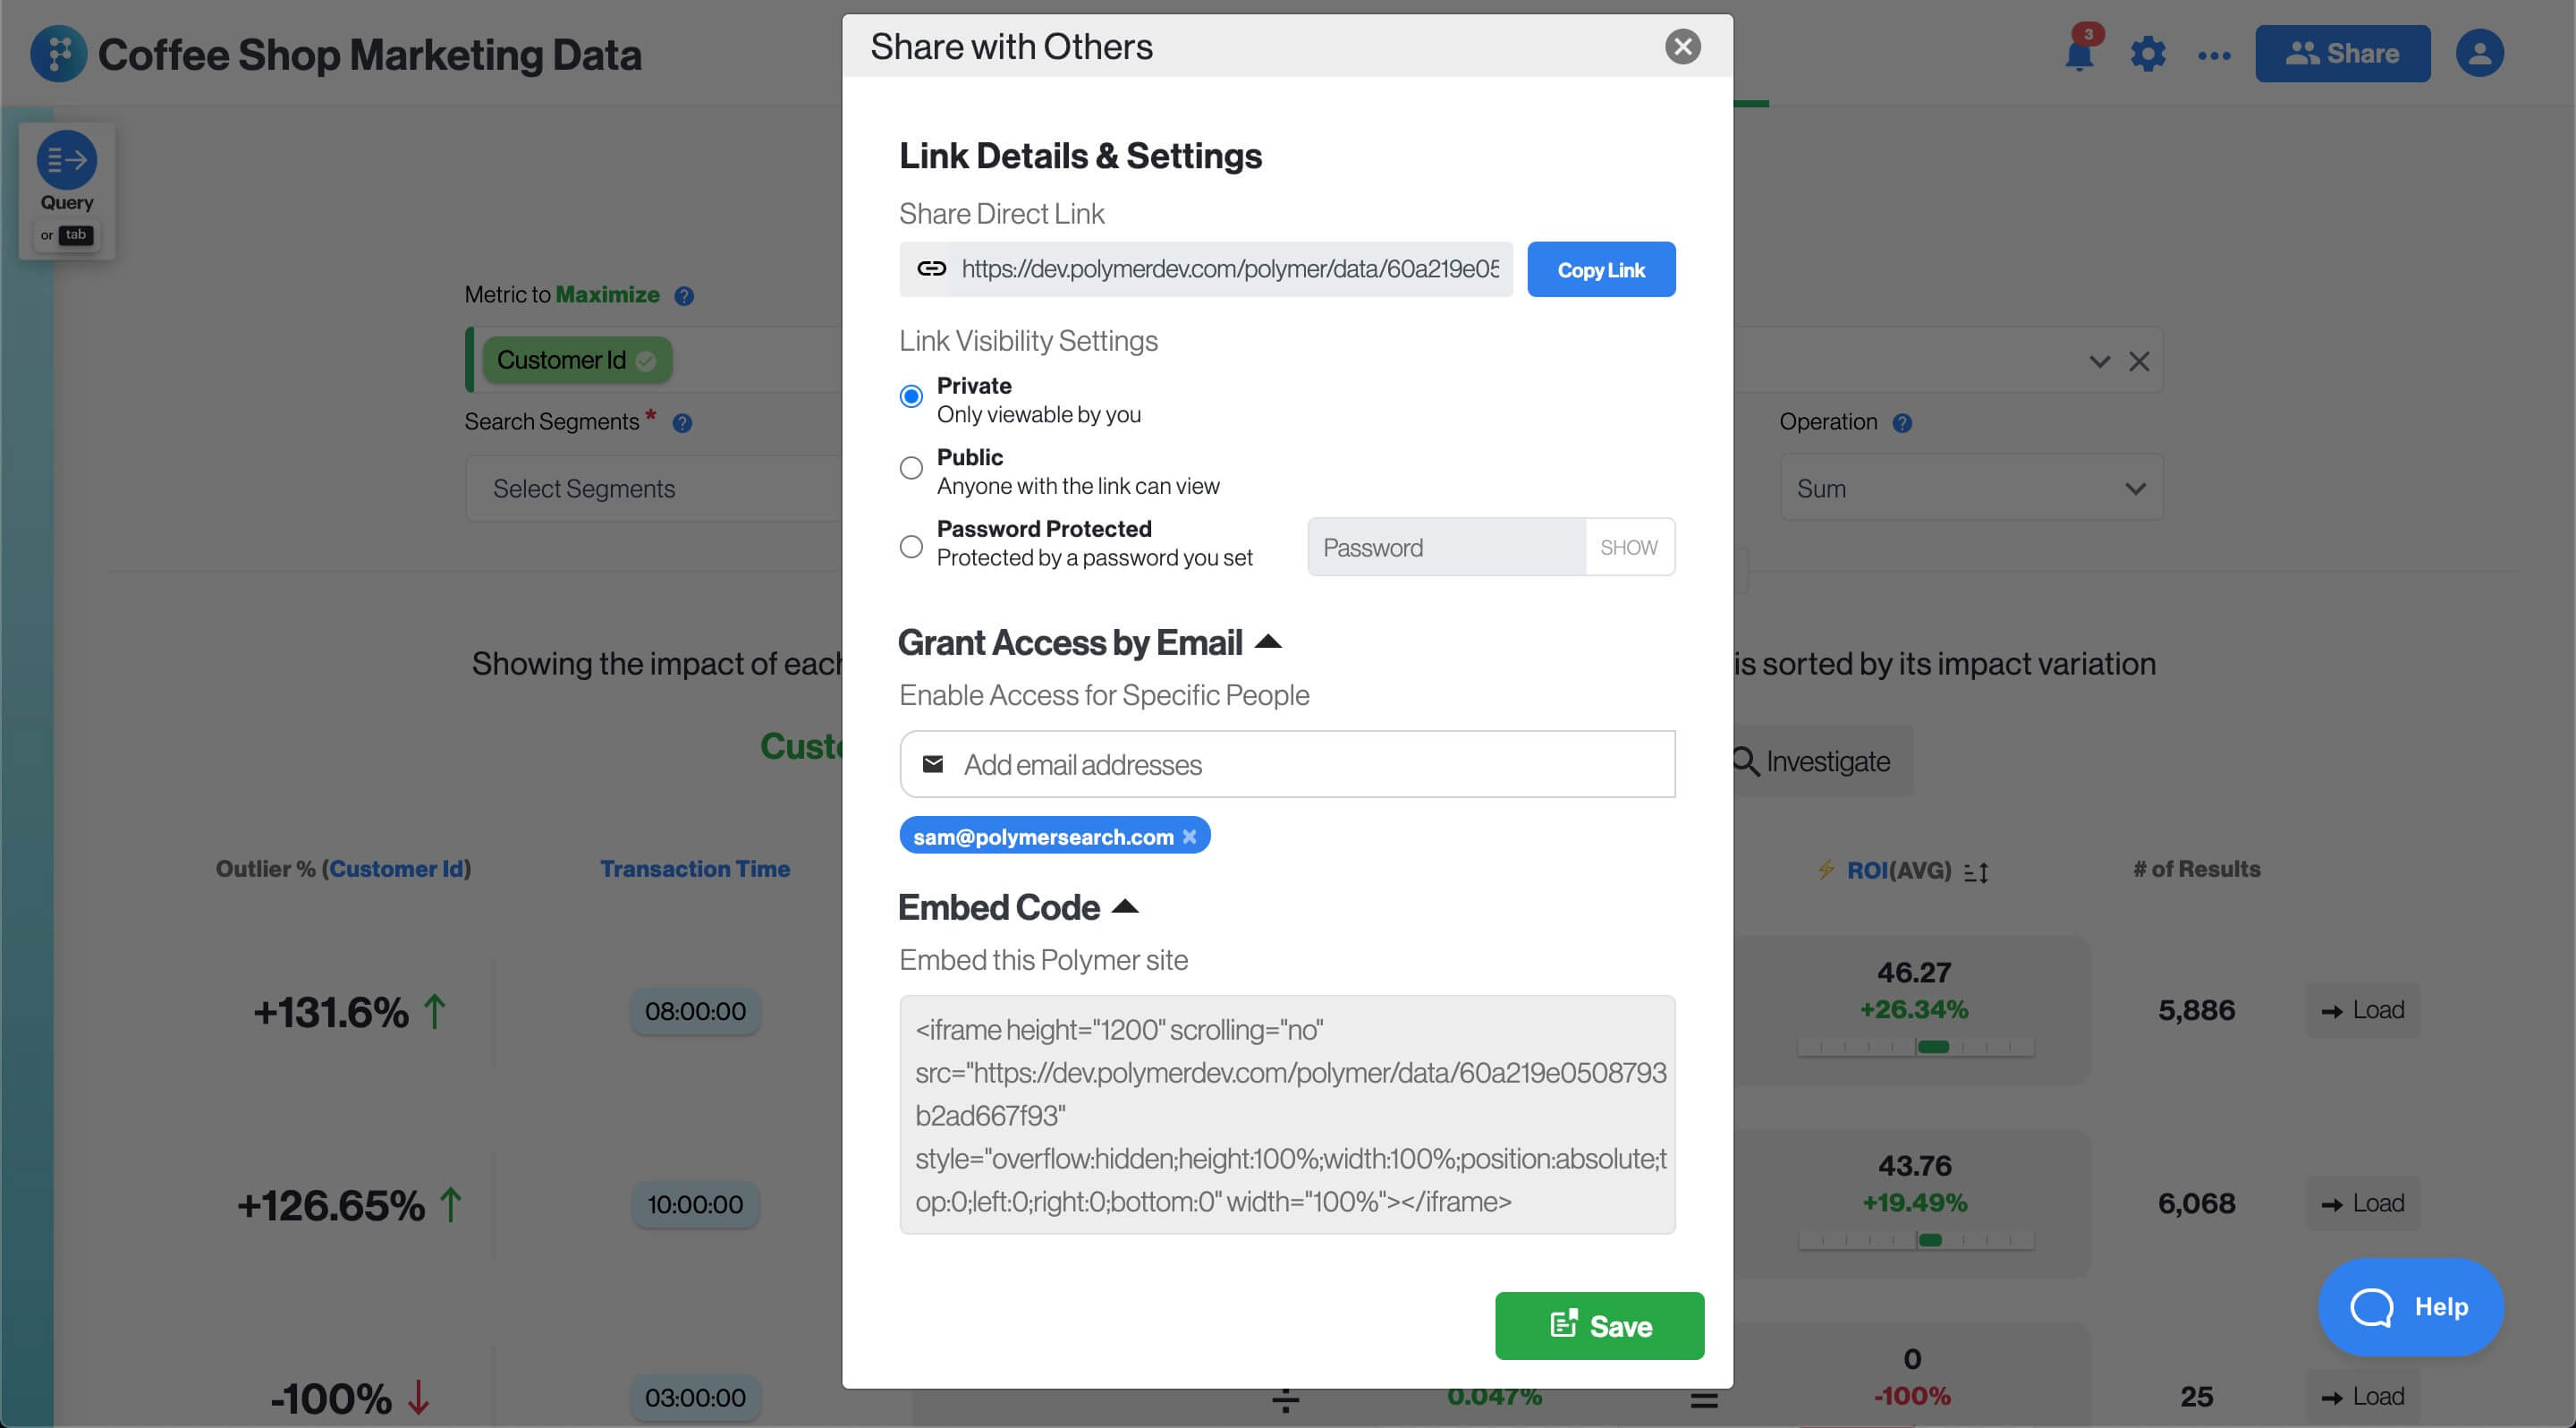 Coffee Shop Marketing Data
3
Share
Query
or tab
Metric to Maximize
Customer Id
Search Segments *
Select Segments
Operation
Sum
Showing the impact of each
is sorted by its impact variation
Investigate
Outlier % (Customer Id)
Transaction Time
ROI(AVG)
# of Results
+131.6%
08:00:00
46.27
+26.34%
5,886
Load
+126.65%
10:00:00
43.76
+19.49%
6,068
Load
-100%
03:00:00
÷
0.047%
=
0
-100%
25
Load
Help
Share with Others
Link Details & Settings
Share Direct Link
https://dev.polymerdev.com/polymer/data/60a219e05
Copy Link
Link Visibility Settings
Private
Only viewable by you
Public
Anyone with the link can view
Password Protected
Protected by a password you set
Password
SHOW
Grant Access by Email
Enable Access for Specific People
Add email addresses
sam@polymersearch.com ×
Embed Code
Embed this Polymer site
<iframe height="1200" scrolling="no"
src="https://dev.polymerdev.com/polymer/data/60a219e0508793
b2ad667f93"
style="overflow:hidden;height:100%;width:100%;position:absolute;t
op:0;left:0;right:0;bottom:0" width="100%"></iframe>
Save